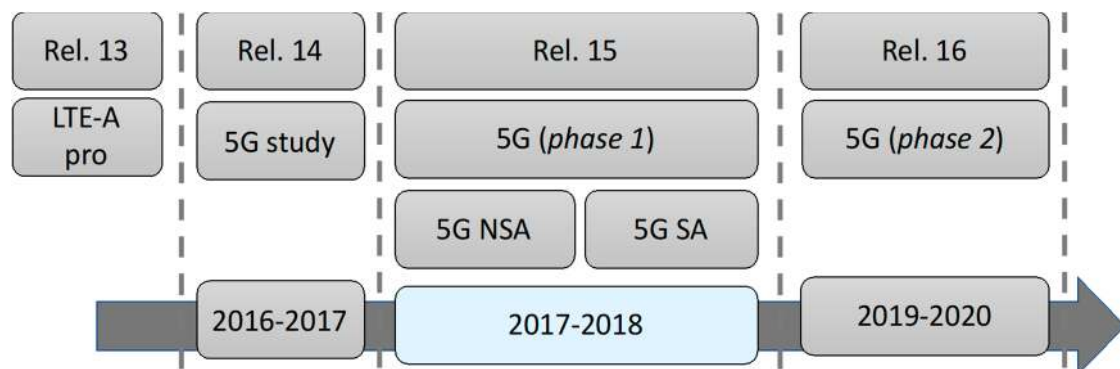 Rel. 13
Rel. 14
Rel. 15
Rel. 16
LTE-A
pro
5G study
5G (phase 1)
5G (phase 2)
5G NSA
5G SA
2016-2017
2017-2018
2019-2020